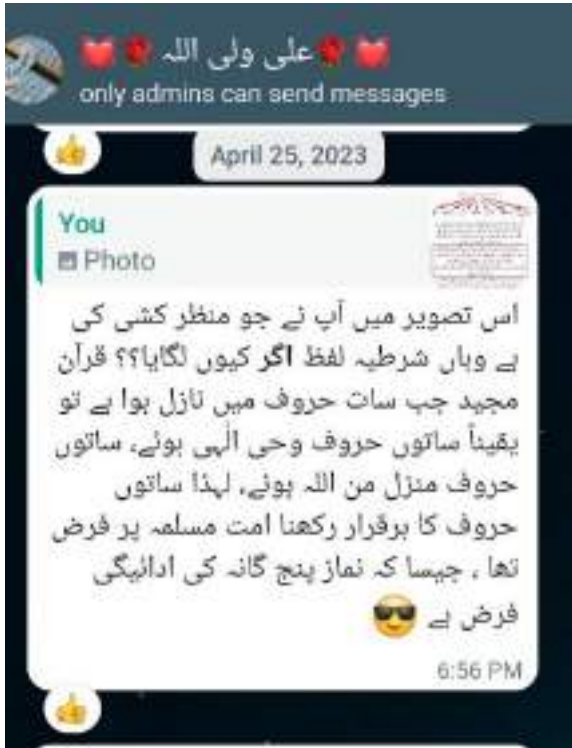 💓🌹علی ولی اللہ 🌹💓
only admins can send messages
👍
April 25, 2023
You
Photo
اس تصویر میں آپ نے جو منظر کشی کی
ہے وہاں شرطیہ لفظ اگر کیوں لگایا؟؟ قرآن
مجید جب سات حروف میں نازل ہوا ہے تو
یقیناً ساتوں حروف وحی الٰہی ہوئے، ساتوں
حروف منزل من اللہ ہوئے، لہذا ساتوں
حروف کا برقرار رکھنا امت مسلمہ پر فرض
تھا ، جیسا کہ نماز پنج گانہ کی ادائیگی
فرض ہے 😎
6:56 PM
👍